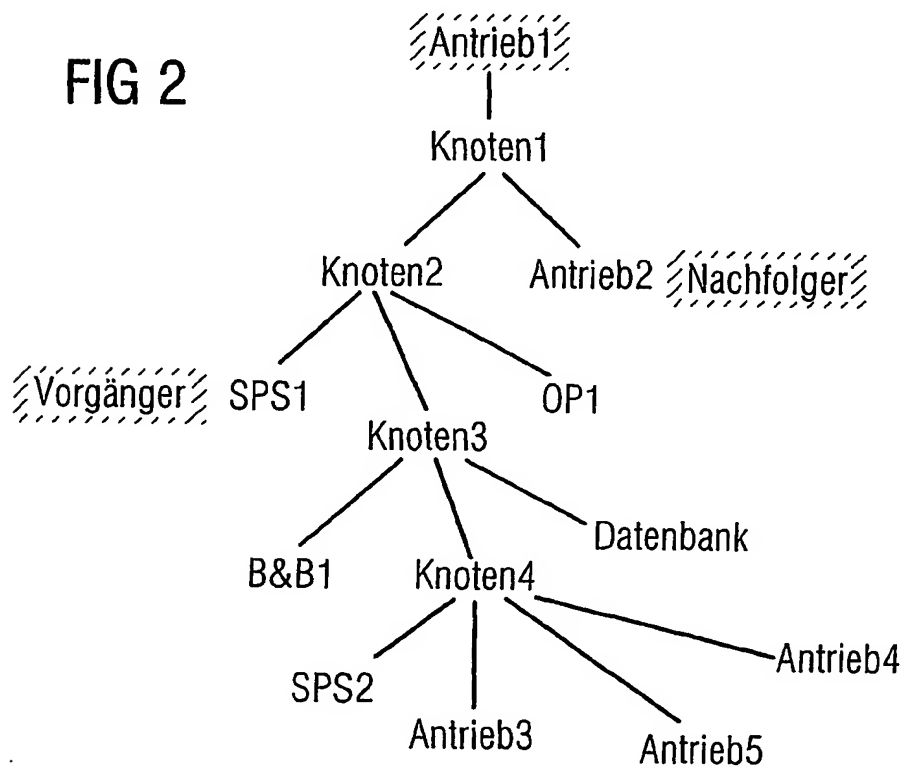 Antrieb1
FIG 2
Knoten1
Knoten2
Antrieb2 Nachfolger
Vorgänger SPS1
OP1
Knoten3
Datenbank
B&B1
Knoten4
Antrieb4
SPS2
Antrieb3
Antrieb5